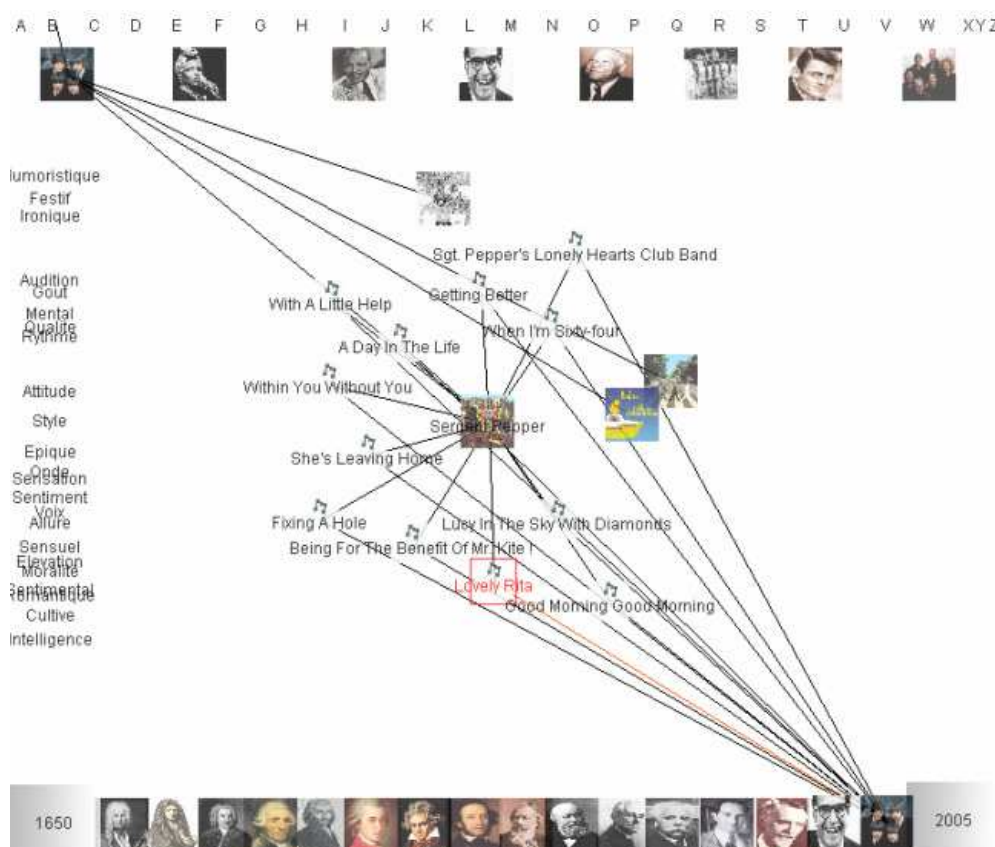 A B C D E F G H I J K L M N O P Q R S T U V W XYZ
Humoristique
Festif
Ironique
Sgt. Pepper's Lonely Hearts Club Band
Audition
Gout
Getting Better
With A Little Help
Mental
Qualite
Rythme
When I'm Sixty-four
A Day In The Life
Attitude
Within You Without You
Style
Sergent Pepper
Epique
Onde
Sensation
She's Leaving Home
Sentiment
Voix
Allure
Fixing A Hole
Lucy In The Sky With Diamonds
Sensuel
Being For The Benefit Of Mr. Kite !
Elevation
Moralite
Sentimental
Romantique
Lovely Rita
Good Morning Good Morning
Cultive
Intelligence
1650
2005